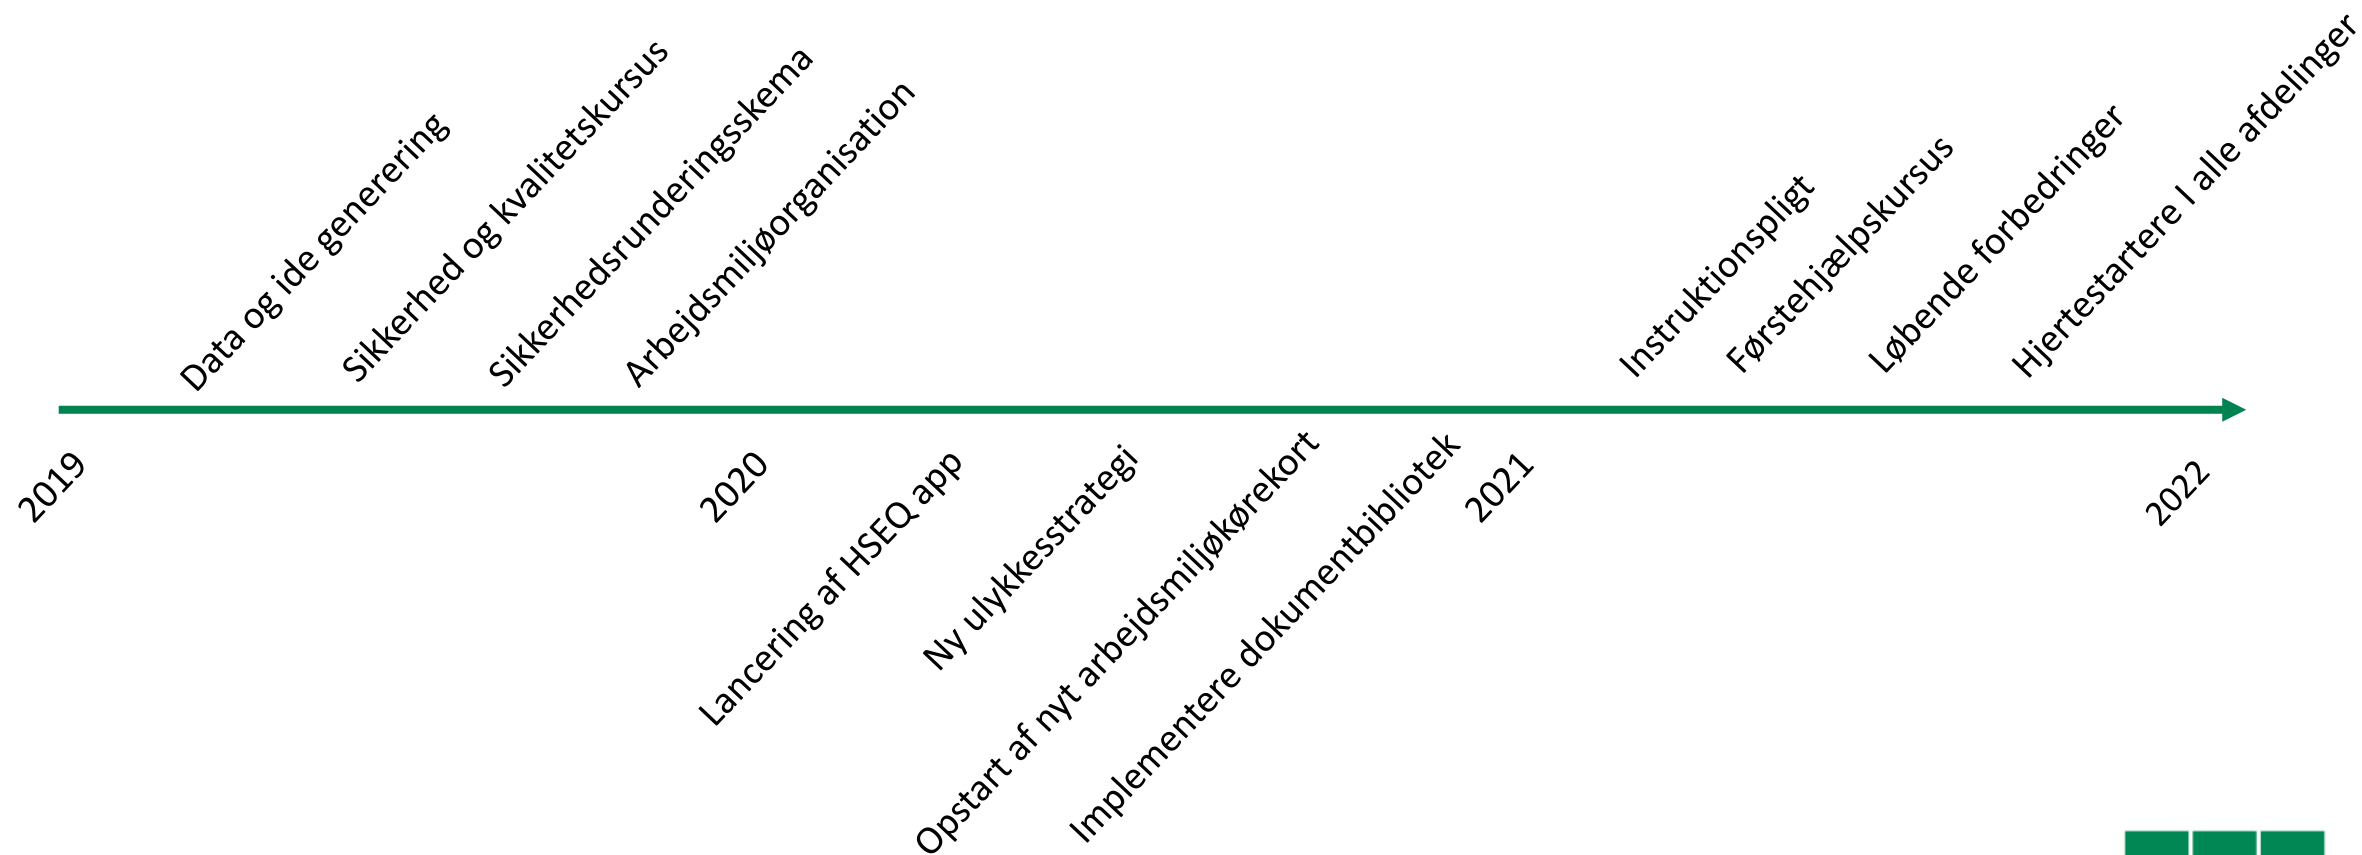 Data og ide generering
Sikkerhed og kvalitetskursus
Sikkerhedsrunderingsskema
Arbejdsmiljøorganisation
Instruktionspligt
Førstehjælpskursus
Løbende forbedringer
Hjertestartere I alle afdelinger
2019
2020
Lancering af HSEQ app
Ny ulykkesstrategi
Opstart af nyt arbejdsmiljøkørekort
Implementere dokumentbibliotek
2021
2022